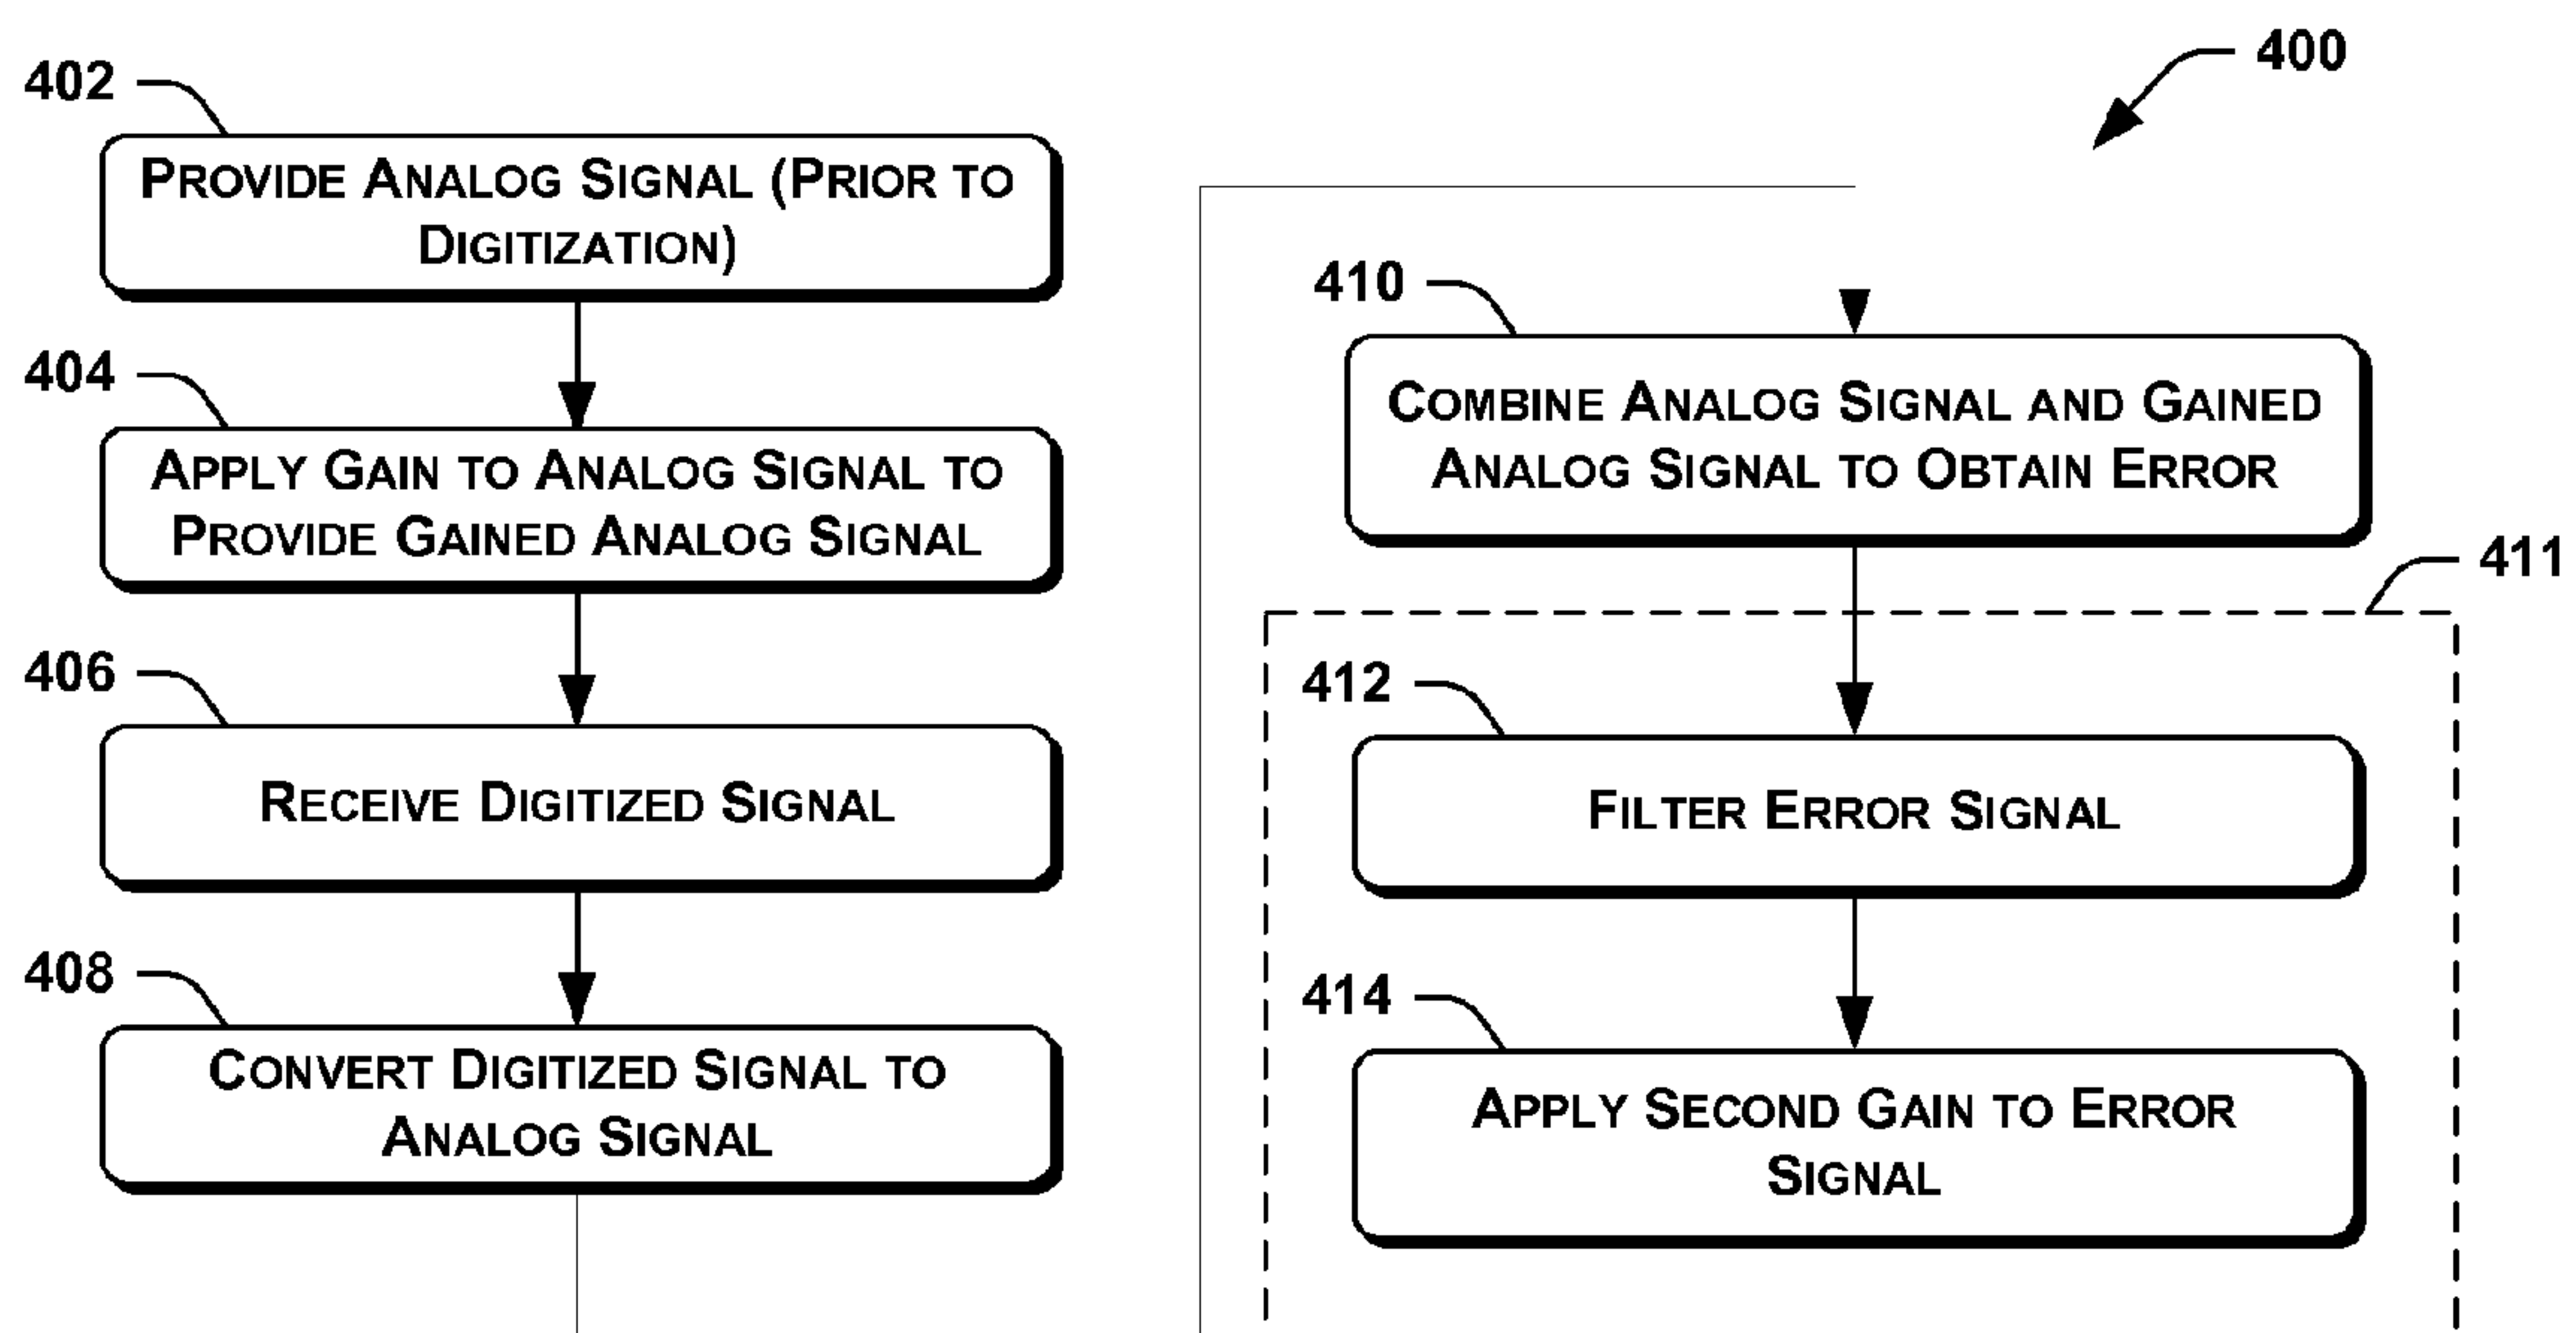 400
402
PROVIDE ANALOG SIGNAL (PRIOR TO
DIGITIZATION)
404
APPLY GAIN TO ANALOG SIGNAL TO
PROVIDE GAINED ANALOG SIGNAL
406
RECEIVE DIGITIZED SIGNAL
408
CONVERT DIGITIZED SIGNAL TO
ANALOG SIGNAL
410
COMBINE ANALOG SIGNAL AND GAINED
ANALOG SIGNAL TO OBTAIN ERROR
411
412
FILTER ERROR SIGNAL
414
APPLY SECOND GAIN TO ERROR
SIGNAL